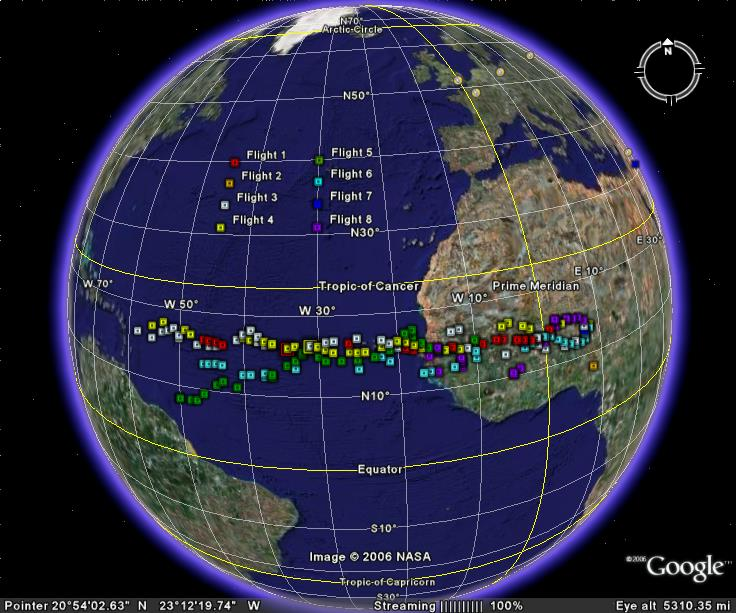 N70°
Arctic-Circle
N
N50°
Flight 1 Flight 5
Flight 2 Flight 6
Flight 3 Flight 7
Flight 4 Flight 8
N30°
E 30°
E 10°
Tropic-of Cancer Prime Meridian
W 70° W 50° W 30° W 10°
N10°
Equator
S10°
Image © 2006 NASA
©2006 Google™
Tropic-of Capricorn
S30°
Pointer 20°54'02.63" N 23°12'19.74" W Streaming |||||||||| 100% Eye alt 5310.35 mi